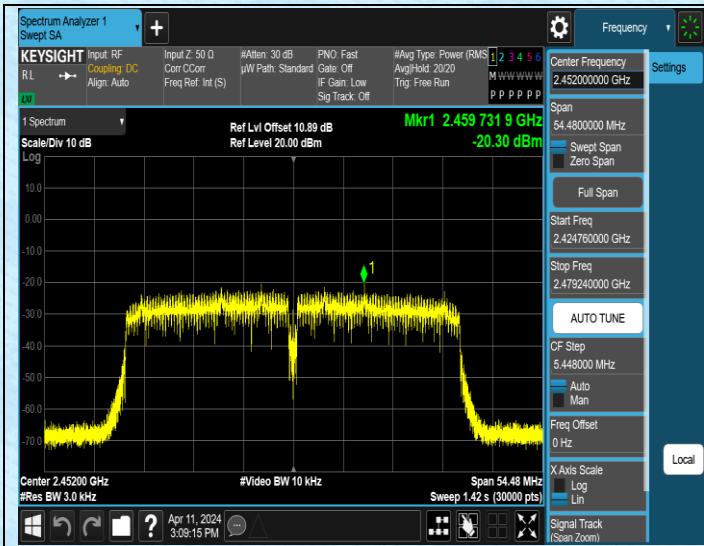 Spectrum Analyzer 1
Swept SA
+
Frequency
KEYSIGHT
RL
LXI
Input: RF
Coupling: DC
Align: Auto
Input Z: 50 Ω
Corr CCorr
Freq Ref: Int (S)
#Atten: 30 dB
µW Path: Standard
PNO: Fast
Gate: Off
IF Gain: Low
Sig Track: Off
#Avg Type: Power (RMS
Avg|Hold: 20/20
Trig: Free Run
1 2 3 4 5 6
M W W W W W
P P P P P P
1 Spectrum
Scale/Div 10 dB
Log
Ref Lvl Offset 10.89 dB
Ref Level 20.00 dBm
Mkr1 2.459 731 9 GHz
-20.30 dBm
10.0
0.00
-10.0
-20.0
-30.0
-40.0
-50.0
-60.0
-70.0
1
Center 2.45200 GHz
#Res BW 3.0 kHz
#Video BW 10 kHz
Span 54.48 MHz
Sweep 1.42 s (30000 pts)
?
Apr 11, 2024
3:09:15 PM
Center Frequency
2.452000000 GHz
Settings
Span
54.4800000 MHz
Swept Span
Zero Span
Full Span
Start Freq
2.424760000 GHz
Stop Freq
2.479240000 GHz
AUTO TUNE
CF Step
5.448000 MHz
Auto
Man
Freq Offset
0 Hz
X Axis Scale
Log
Lin
Local
Signal Track
(Span Zoom)